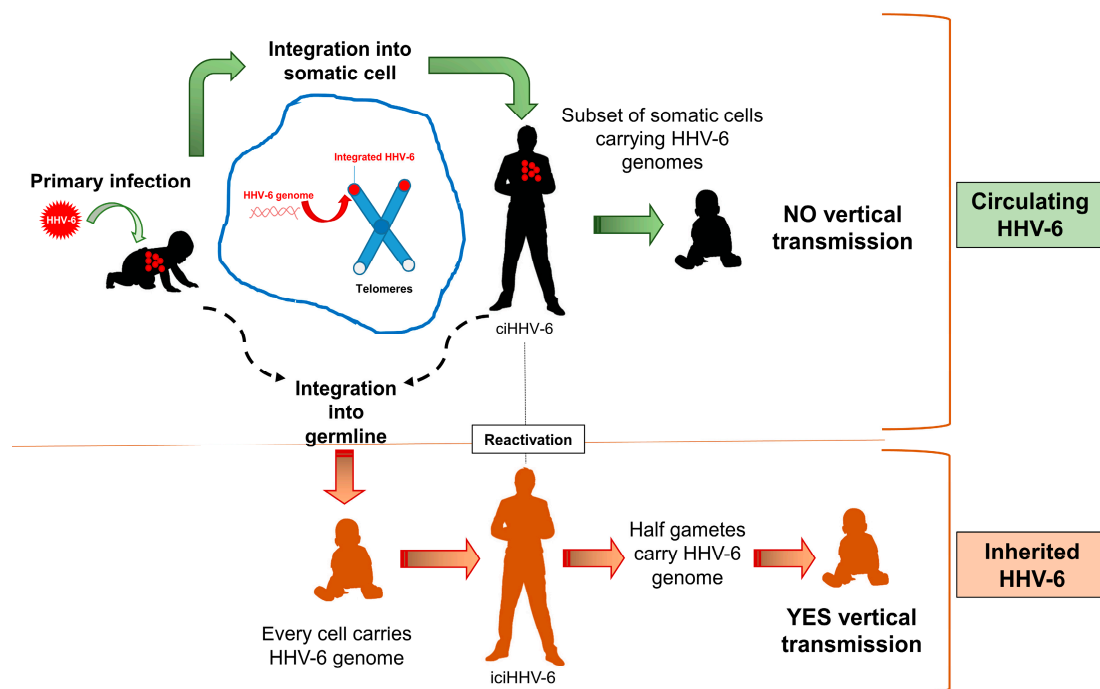 Integration into
somatic cell
Primary infection
HHV-6
Integrated HHV-6
HHV-6 genome
Telomeres
ciHHV-6
Subset of somatic cells
carrying HHV-6
genomes
NO vertical
transmission
Circulating
HHV-6
Integration
into
germline
Reactivation
Every cell carries
HHV-6 genome
iciHHV-6
Half gametes
carry HHV-6
genome
YES vertical
transmission
Inherited
HHV-6